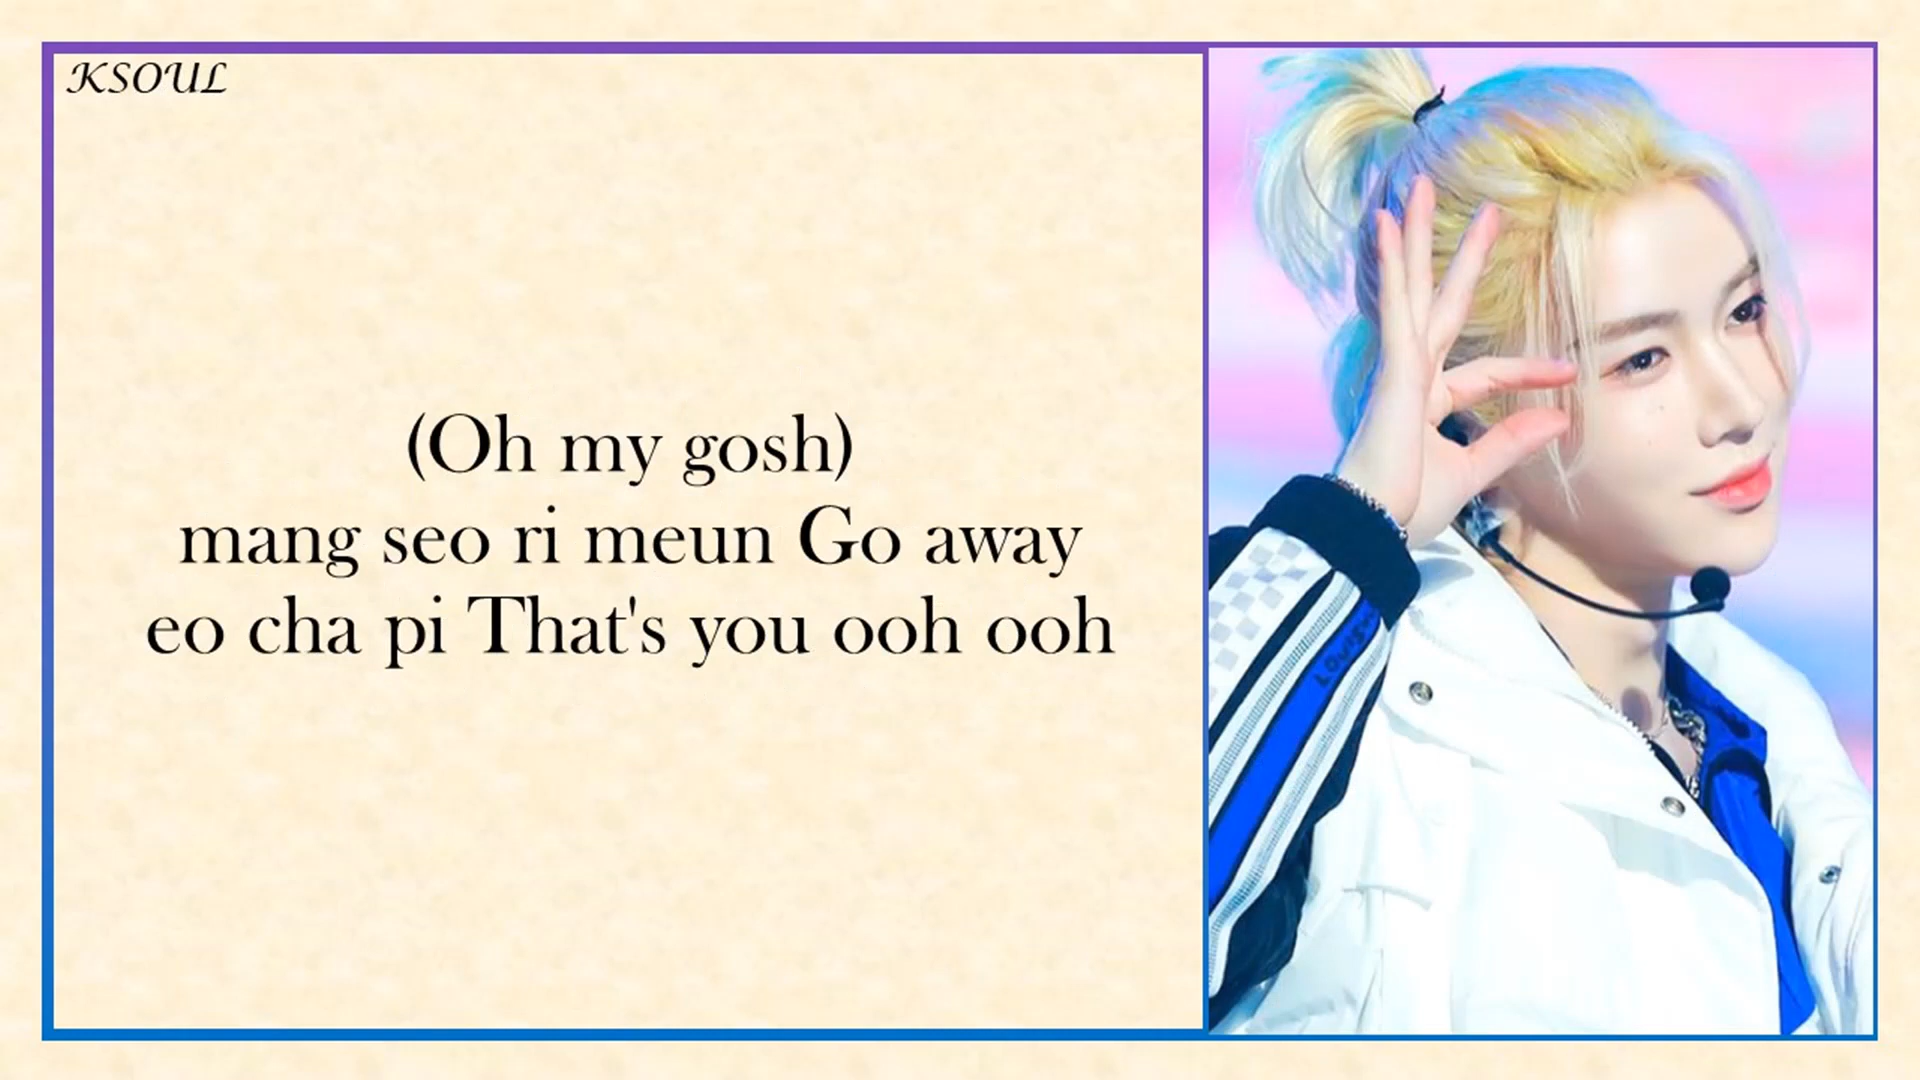 KSOUL
(Oh my gosh)
mang seo ri meun Go away
eo cha pi That's you ooh ooh